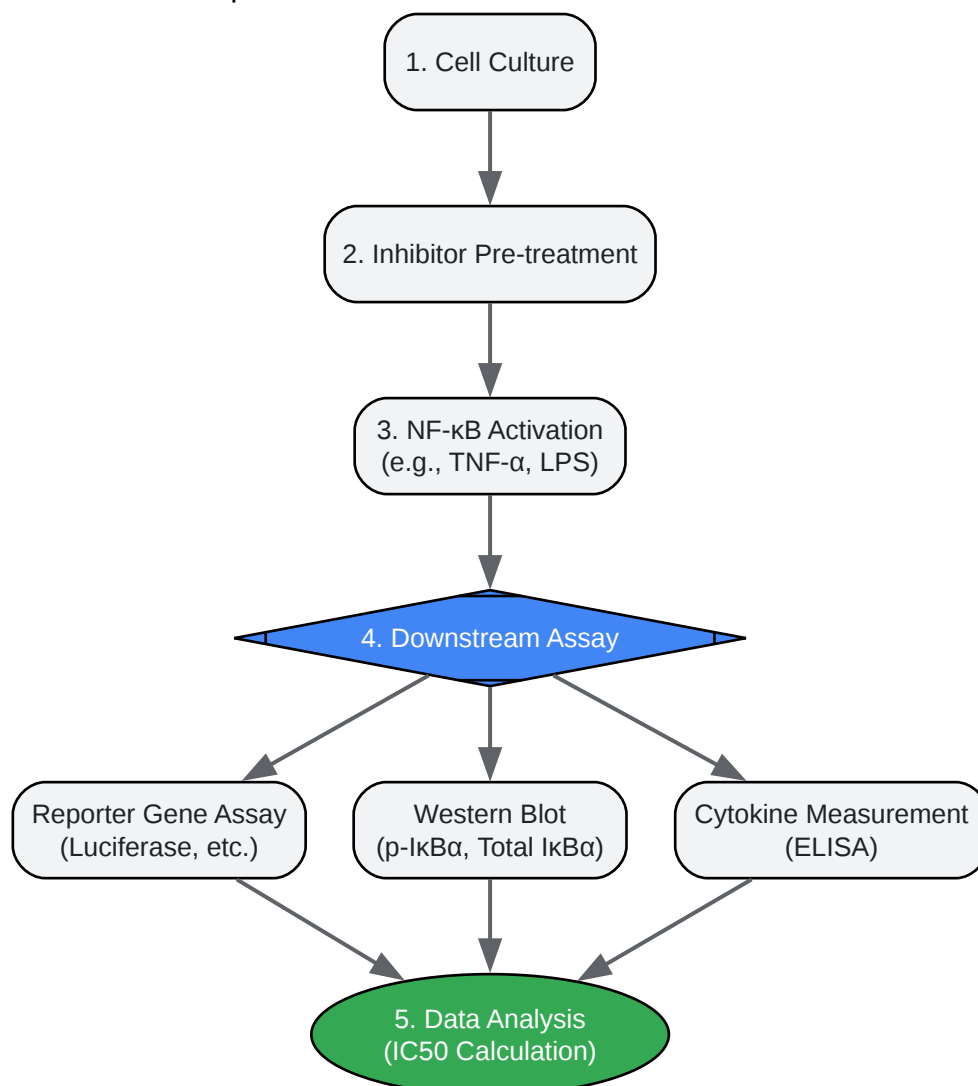 1. Cell Culture
2. Inhibitor Pre-treatment
3. NF-κB Activation
(e.g., TNF-α, LPS)
4. Downstream Assay
Reporter Gene Assay
(Luciferase, etc.)
Western Blot
(p-IκBα, Total IκBα)
Cytokine Measurement
(ELISA)
5. Data Analysis
(IC50 Calculation)